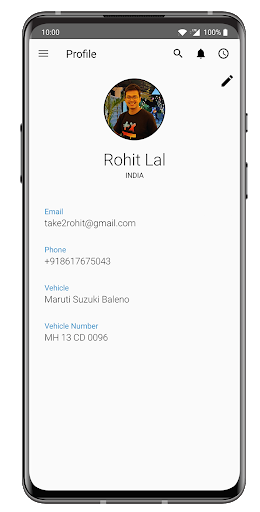 10:00
100%
Profile
Rohit Lal
INDIA
Email
take2rohit@gmail.com
Phone
+918617675043
Vehicle
Maruti Suzuki Baleno
Vehicle Number
MH 13 CD 0096